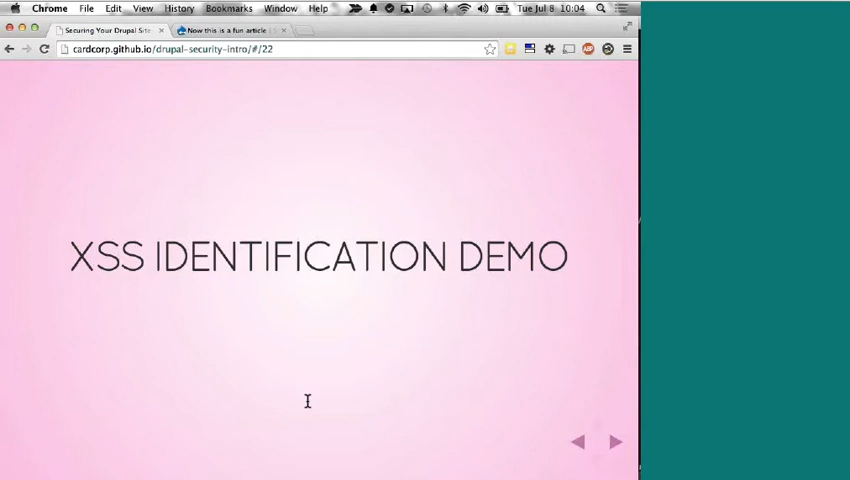 Chrome File Edit View History Bookmarks Window Help Tue Jul 8 10:04
Securing Your Drupal Site Now this is a fun article | S
cardcorp.github.io/drupal-security-intro/#/22
ABP
XSS IDENTIFICATION DEMO